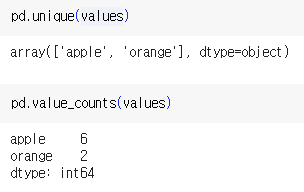 pd.unique(values)
array(['apple', 'orange'], dtype=object)
pd.value_counts(values)
apple     6
orange    2
dtype: int64